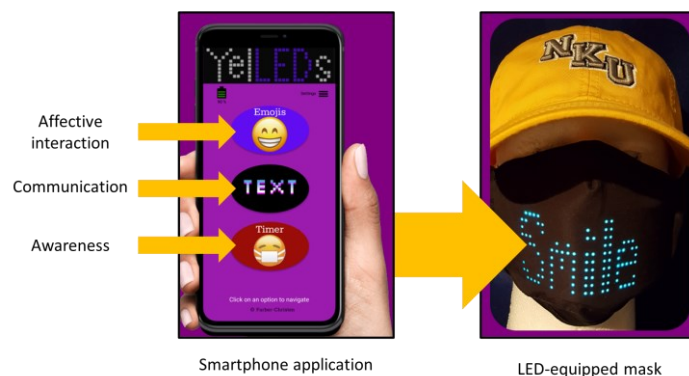 YelLEDs
Settings
Emojis
Affective
interaction
Communication
TEXT
Timer
Awareness
Click on an option to navigate
NKU
Smile
Smartphone application
LED-equipped mask